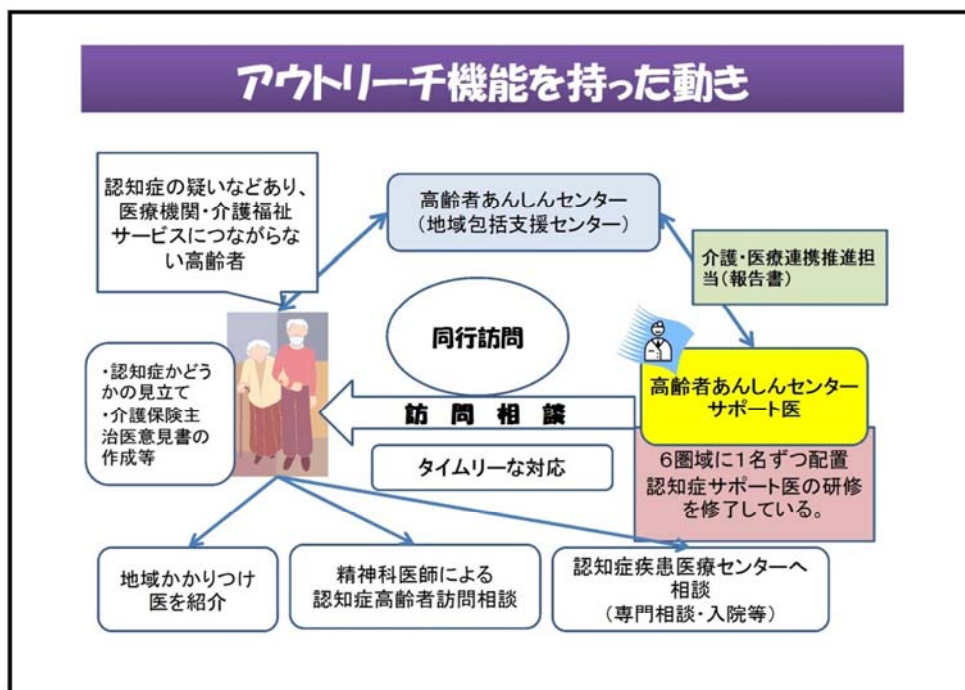 アウトリーチ機能を持った動き
認知症の疑いなどあり、
医療機関・介護福祉
サービスにつながらな
い高齢者
高齢者あんしんセンター
（地域包括支援センター）
介護・医療連携推進担
当（報告書）
同行訪問
・認知症かどう
かの見立て
・介護保険主
治医意見書の
作成等
訪問相談
高齢者あんしんセンター
サポート医
タイムリーな対応
６圏域に１名ずつ配置
認知症サポート医の研修
を修了している。
地域かかりつけ
医を紹介
精神科医師による
認知症高齢者訪問相談
認知症疾患医療センターへ
相談
（専門相談・入院等）